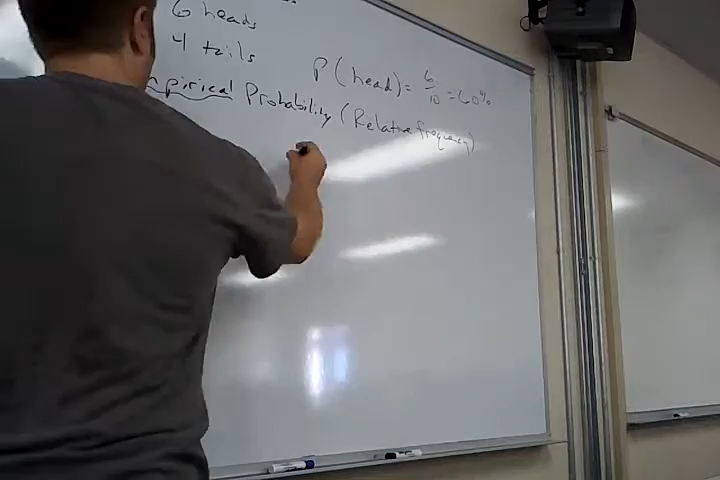 6 heads
4 tails
P(head) = 6/10 = 60%
pirical Probability (Relative frequency)